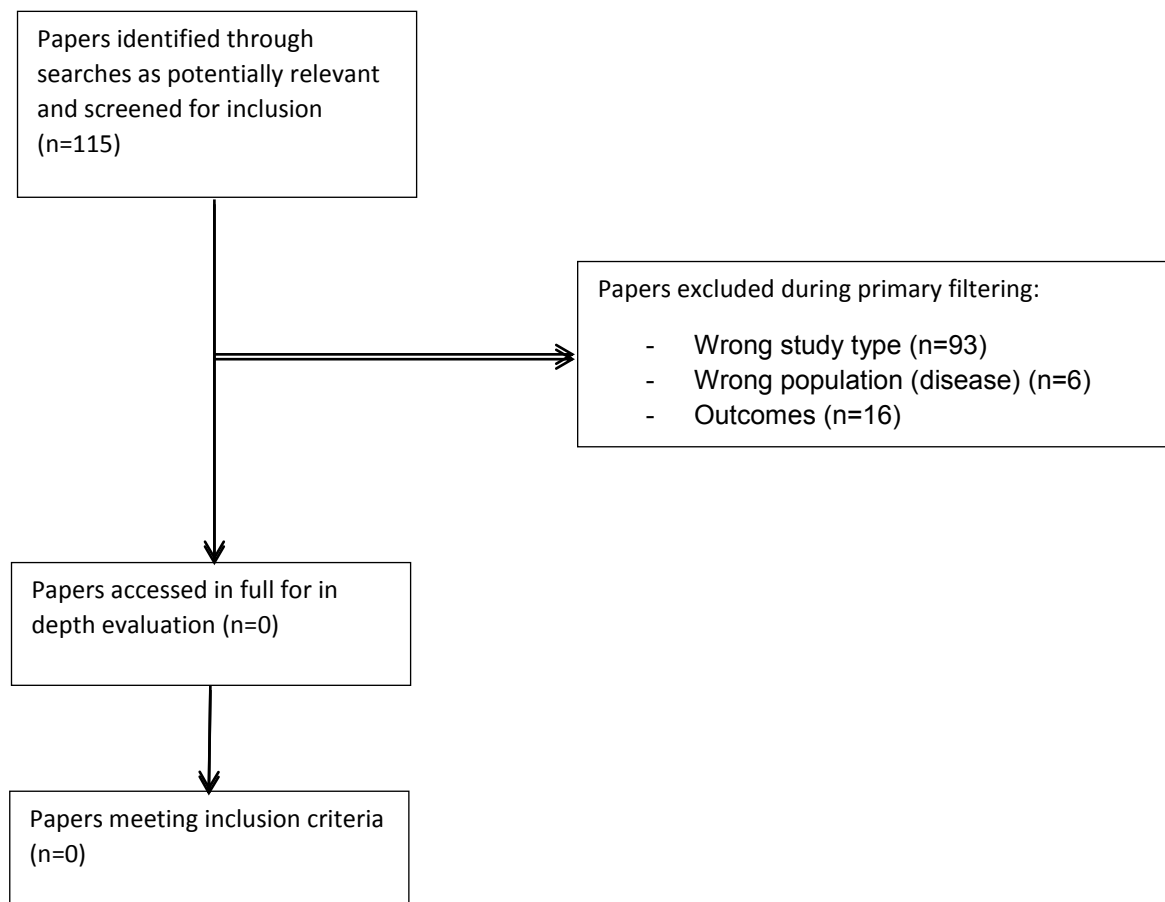 Papers identified through
searches as potentially relevant
and screened for inclusion
(n=115)
Papers excluded during primary filtering:
- Wrong study type (n=93)
- Wrong population (disease) (n=6)
- Outcomes (n=16)
Papers accessed in full for in
depth evaluation (n=0)
Papers meeting inclusion criteria
(n=0)